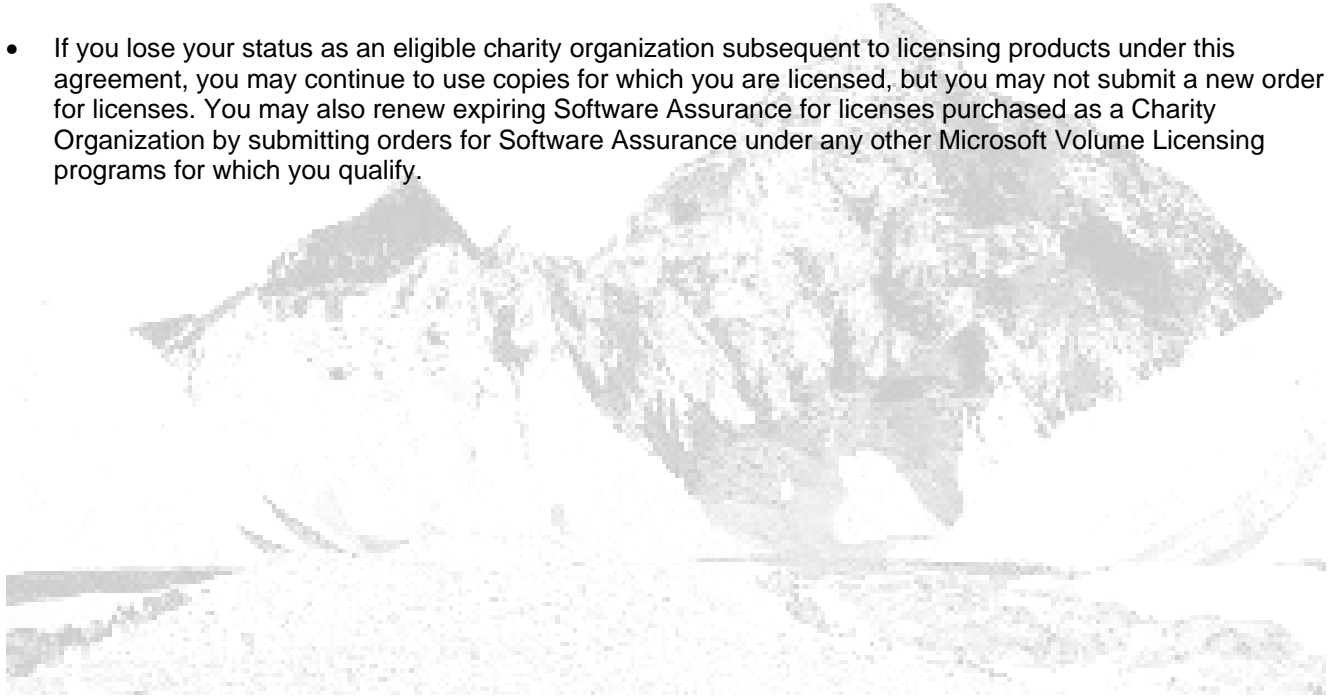 • If you lose your status as an eligible charity organization subsequent to licensing products under this
agreement, you may continue to use copies for which you are licensed, but you may not submit a new order
for licenses. You may also renew expiring Software Assurance for licenses purchased as a Charity
Organization by submitting orders for Software Assurance under any other Microsoft Volume Licensing
programs for which you qualify.